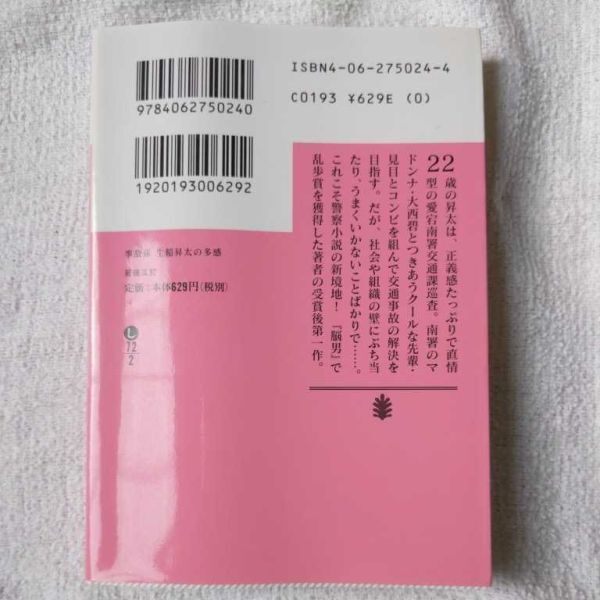 ISBN4-06-275024-4
C0193 ¥629E (0)
9784062750240
1920193006292
22歳の昇太は、正義感たっぷりで直情
型の愛宕南署交通課巡査。南署のマ
ドンナ・大西碧とつきあうクールな先輩・
見目とコンビを組んで交通事故の解決を
目指す。だが、社会や組織の壁にぶち当
たり、うまくいかないことばかりで……。
これこそ警察小説の新境地！『脳男』で
乱歩賞を獲得した著者の受賞後第一作。
事故係 生稲昇太の多感
定価：本体629円(税別)
し
72
2